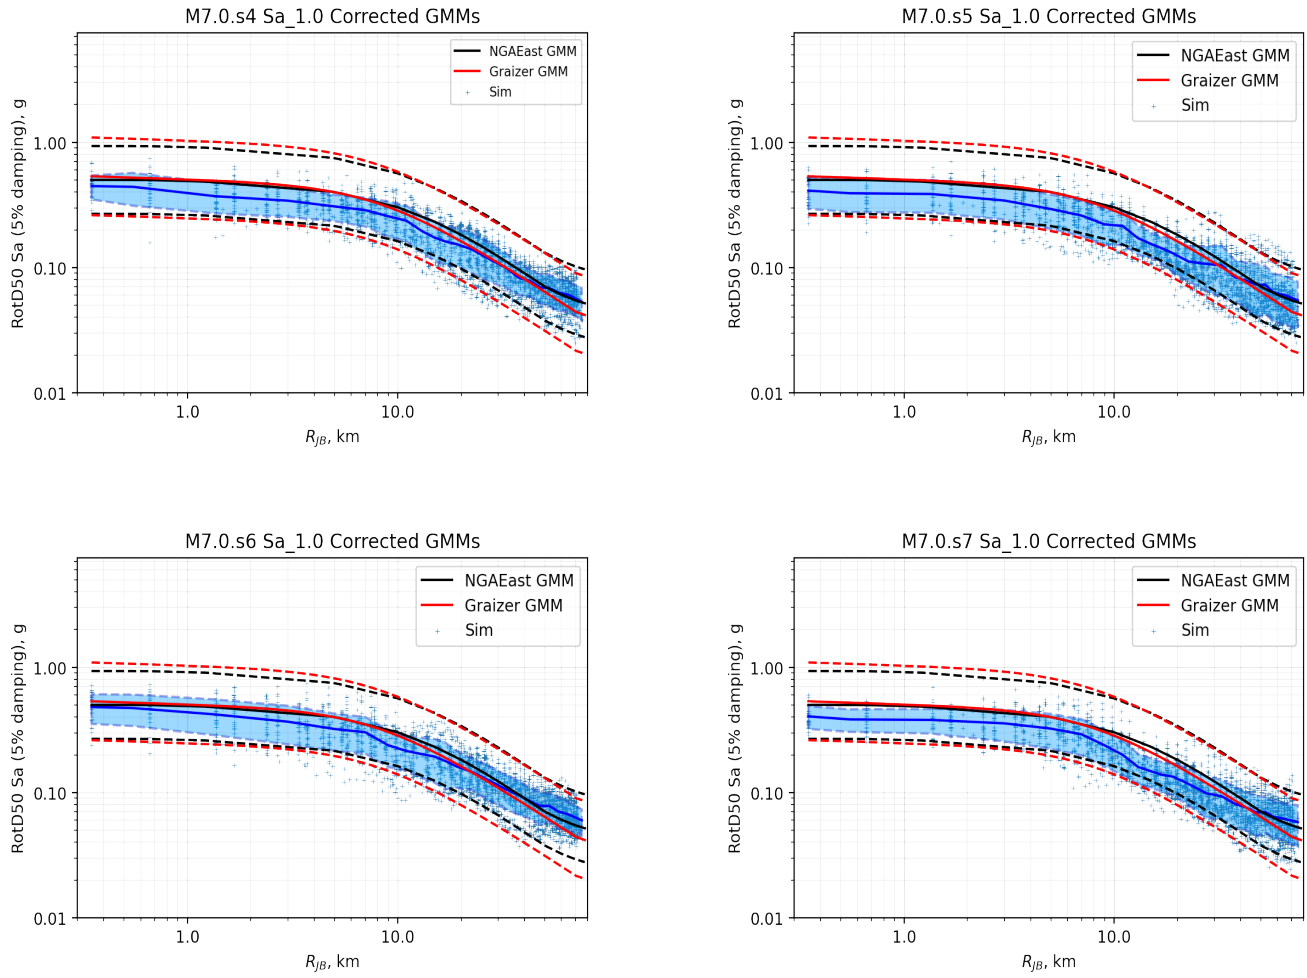 M7.0.s4 Sa_1.0 Corrected GMMs
NGAEast GMM
Graizer GMM
Sim
RotD50 Sa (5% damping), g
1.00
0.10
0.01
1.0
10.0
R_JB, km
M7.0.s5 Sa_1.0 Corrected GMMs
NGAEast GMM
Graizer GMM
Sim
RotD50 Sa (5% damping), g
1.00
0.10
0.01
1.0
10.0
R_JB, km
M7.0.s6 Sa_1.0 Corrected GMMs
NGAEast GMM
Graizer GMM
Sim
RotD50 Sa (5% damping), g
1.00
0.10
0.01
1.0
10.0
R_JB, km
M7.0.s7 Sa_1.0 Corrected GMMs
NGAEast GMM
Graizer GMM
Sim
RotD50 Sa (5% damping), g
1.00
0.10
0.01
1.0
10.0
R_JB, km